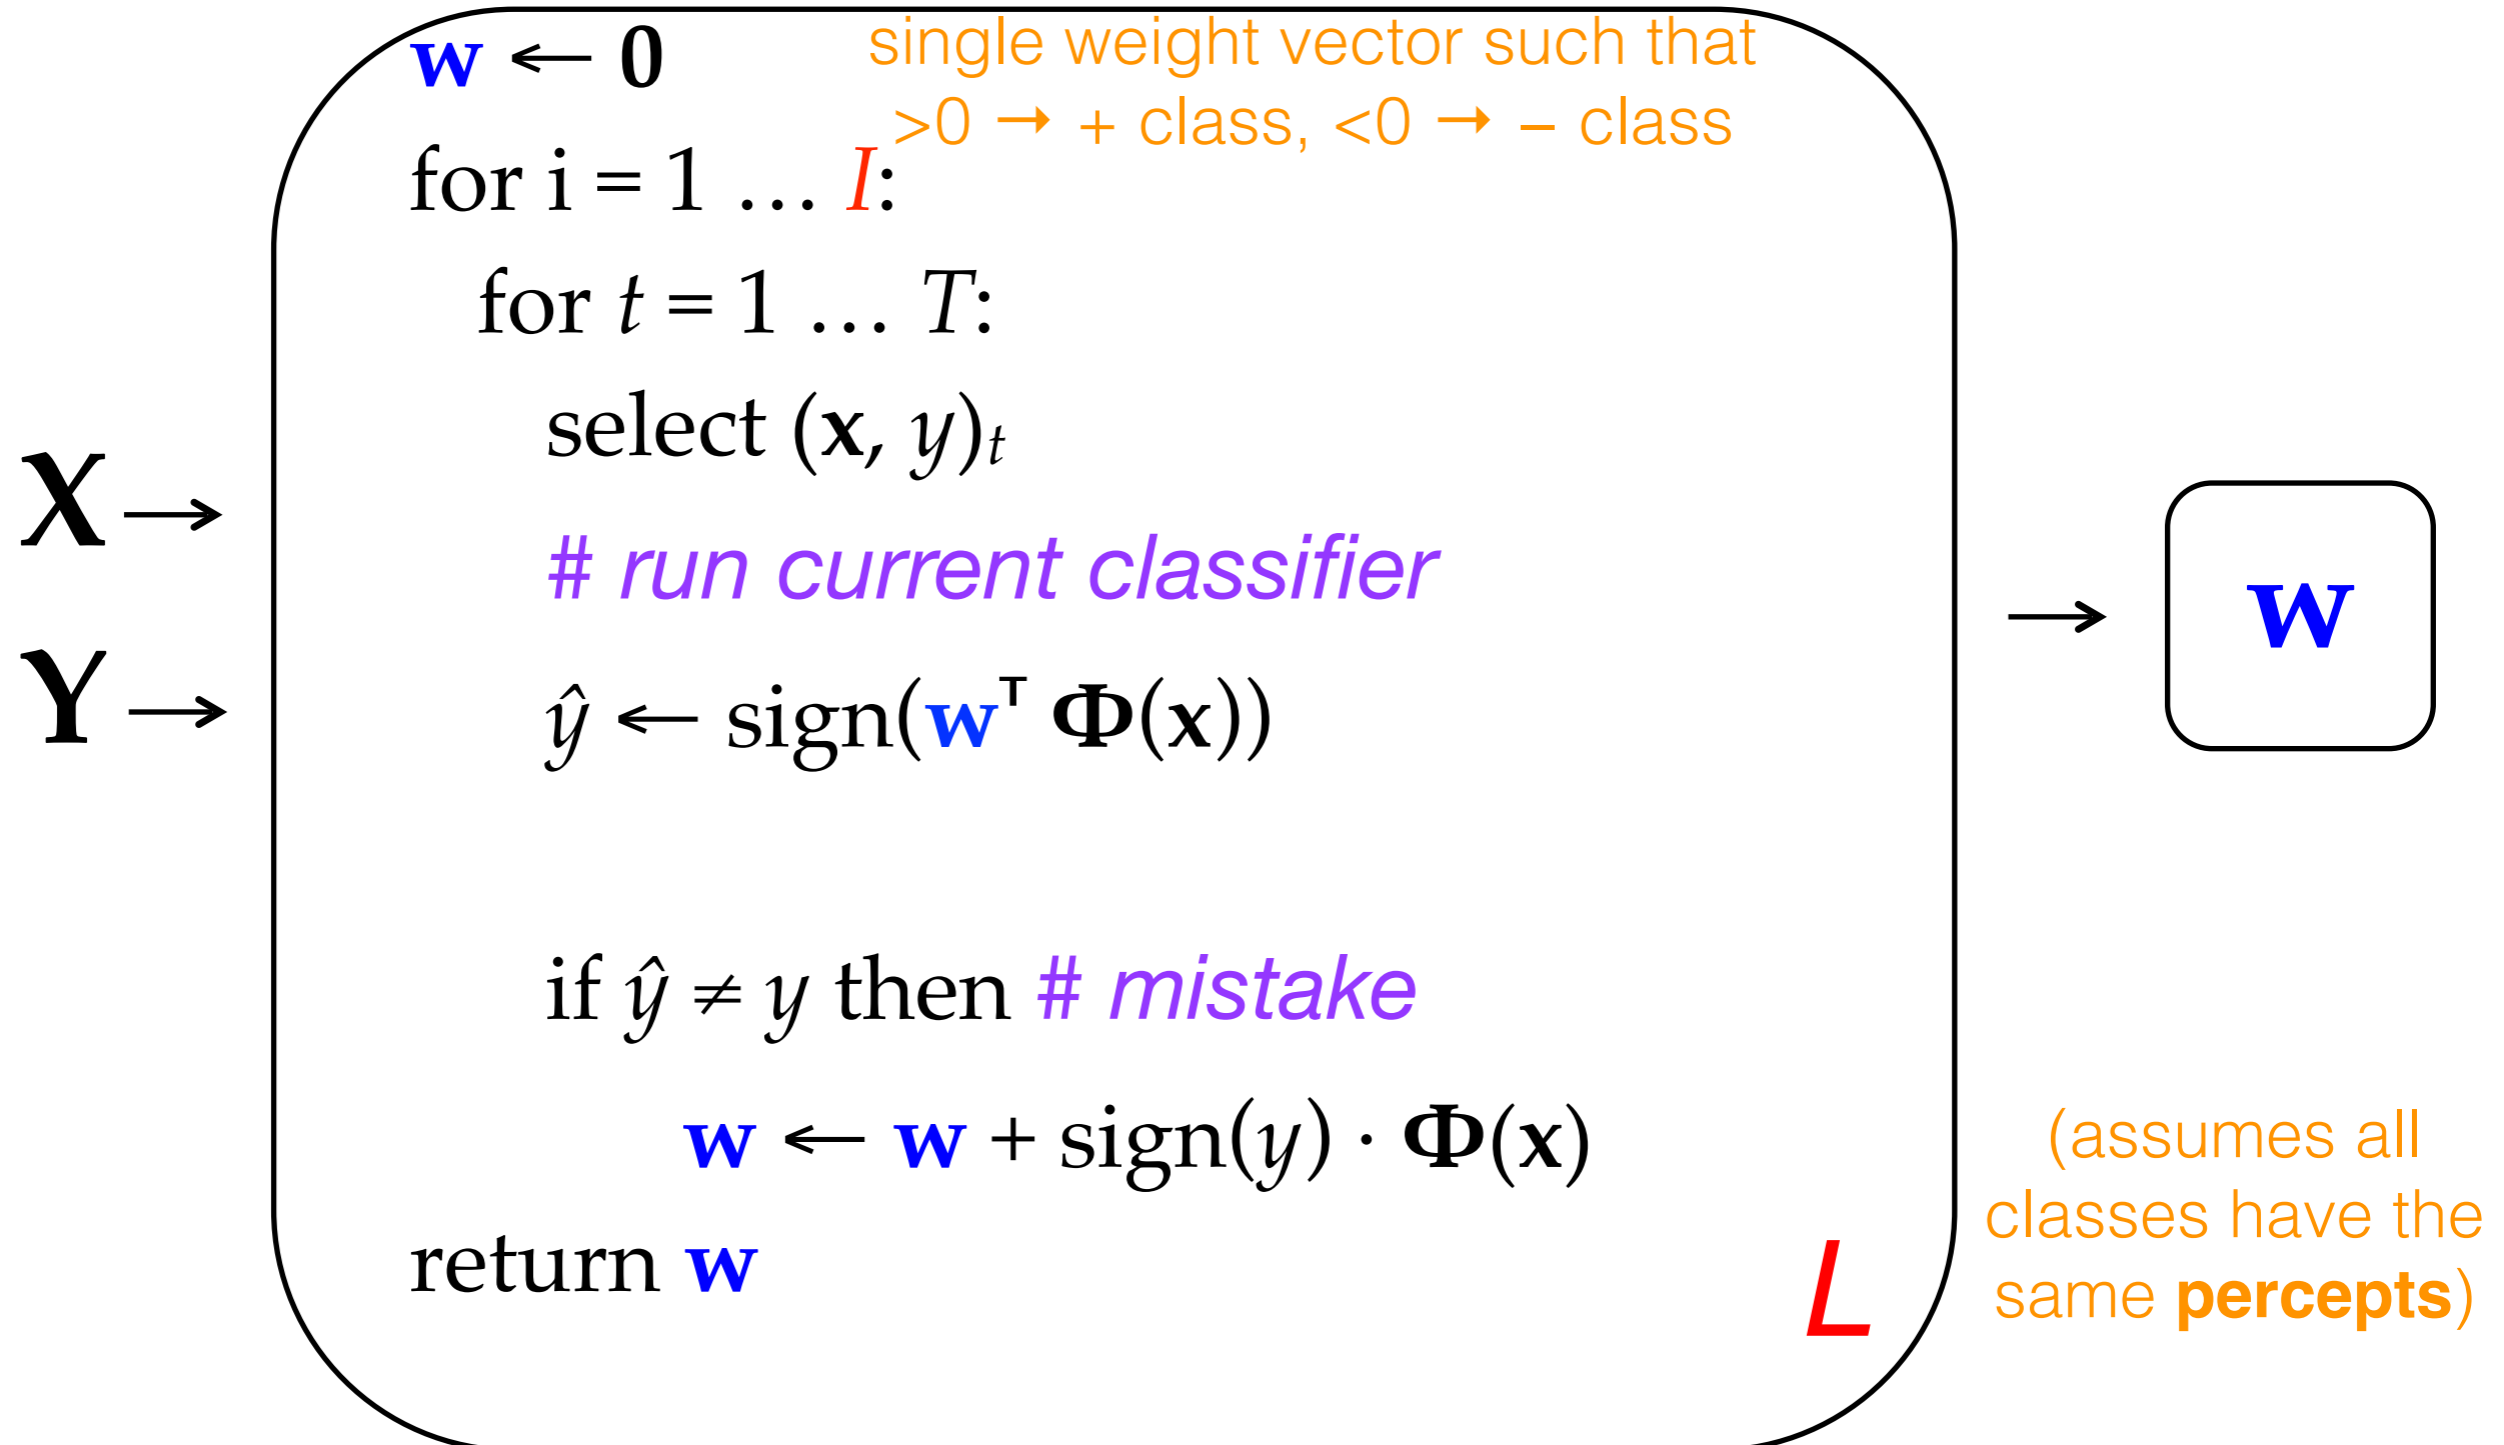 w ← 0
single weight vector such that
>0 → + class, <0 → – class
for i = 1 … I:
for t = 1 … T:
select (x, y)t
X →
# run current classifier
Y →
ŷ ← sign(wᵀ Φ(x))
→ w
if ŷ ≠ y then # mistake
w ← w + sign(y) · Φ(x)
return w
L
(assumes all
classes have the
same percepts)